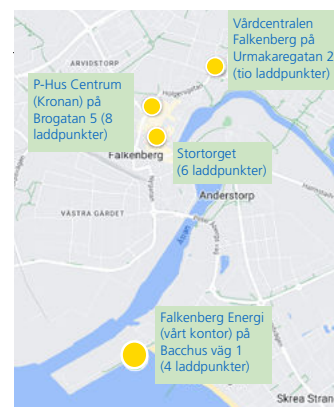 Vårdcentralen
Falkenberg på
Urmakaregatan 2
(tio laddpunkter)
ARVIDSTORP
P-Hus Centrum
(Kronan) på
Brogatan 5 (8
laddpunkter)
Falkenberg
Stortorget
(6 laddpunkter)
Anderstorp
VÄSTRA GÄRDET
Ätran
Falkenberg Energi
(vårt kontor) på
Bacchus väg 1
(4 laddpunkter)
Skrea Stran